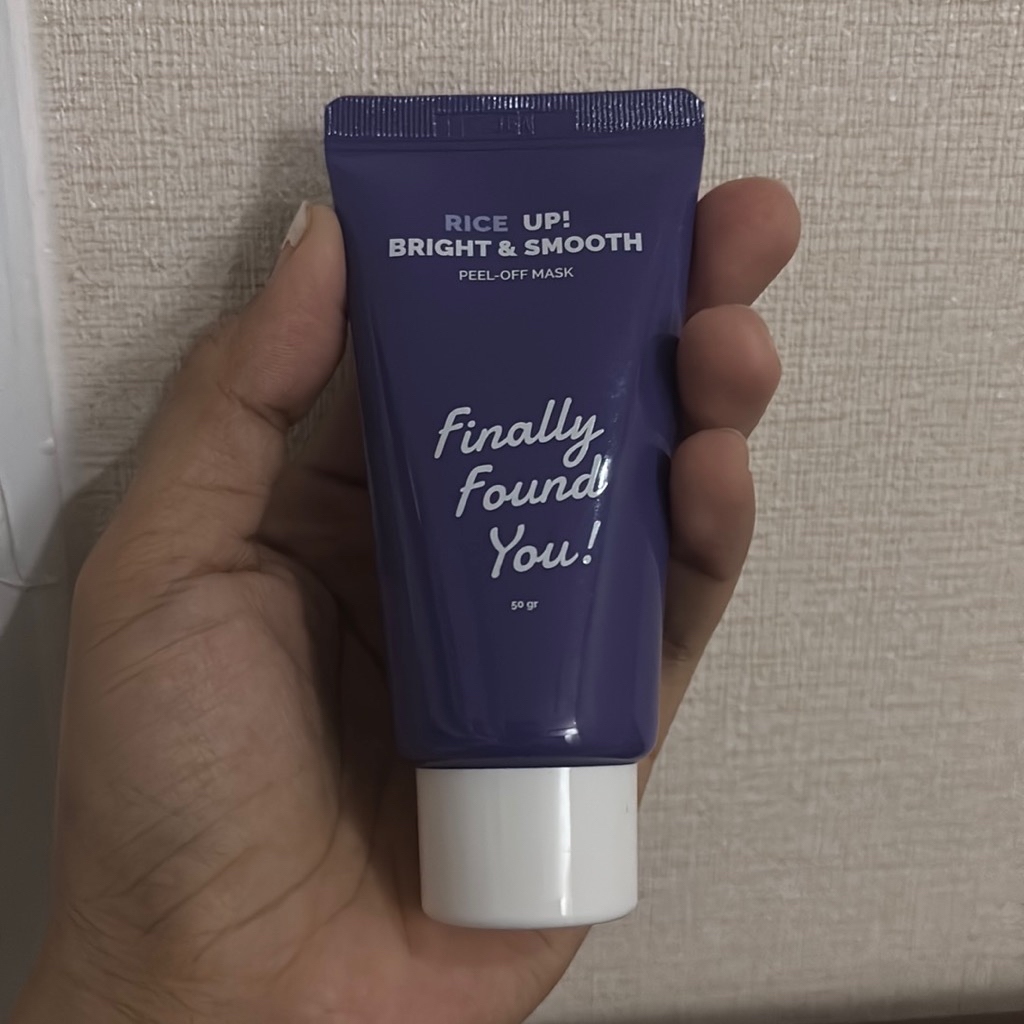 RICE UP!
BRIGHT & SMOOTH
PEEL-OFF MASK
Finally
Found
You!
50 gr